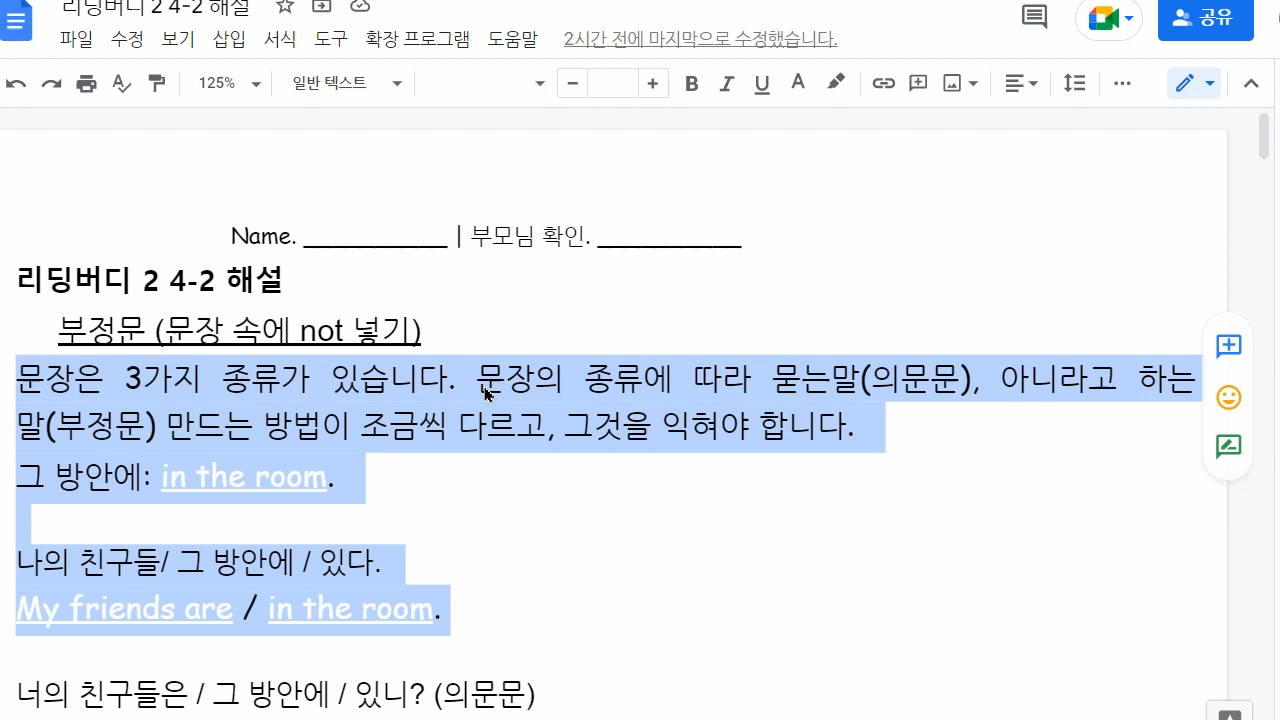 리딩버디 2 4-2 해설
공유
파일 수정 보기 삽입 서식 도구 확장 프로그램 도움말 2시간 전에 마지막으로 수정했습니다.
125% 일반 텍스트 − + B I U A
Name. ___________ | 부모님 확인. ___________
리딩버디 2 4-2 해설
부정문 (문장 속에 not 넣기)
문장은 3가지 종류가 있습니다. 문장의 종류에 따라 묻는말(의문문), 아니라고 하는
말(부정문) 만드는 방법이 조금씩 다르고, 그것을 익혀야 합니다.
그 방안에: in the room.
나의 친구들/ 그 방안에 / 있다.
My friends are / in the room.
너의 친구들은 / 그 방안에 / 있니? (의문문)